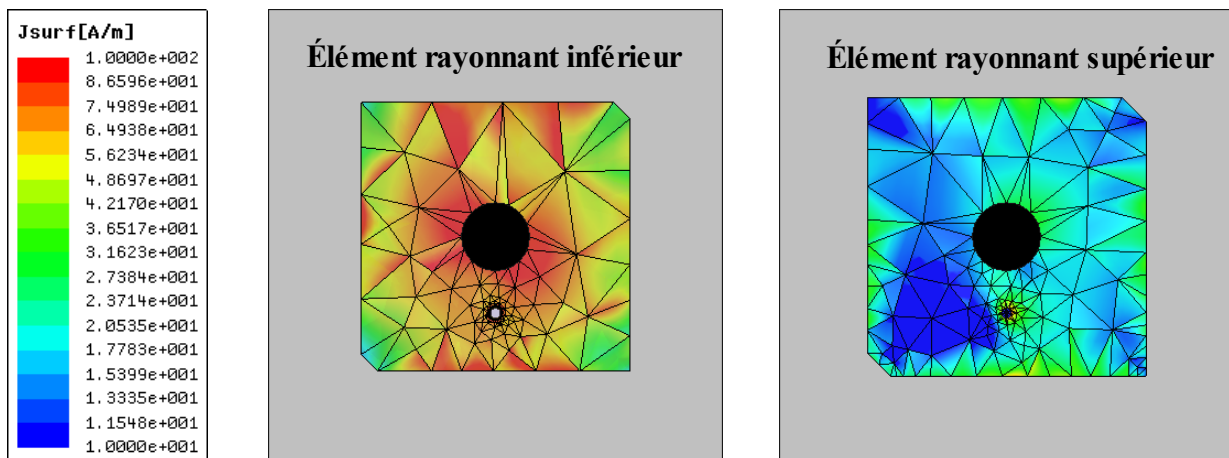 Jsurf[A/m]
1.0000e+002
8.6596e+001
7.4989e+001
6.4938e+001
5.6234e+001
4.8697e+001
4.2170e+001
3.6517e+001
3.1623e+001
2.7384e+001
2.3714e+001
2.0535e+001
1.7783e+001
1.5399e+001
1.3335e+001
1.1548e+001
1.0000e+001
Élément rayonnant inférieur
Élément rayonnant supérieur